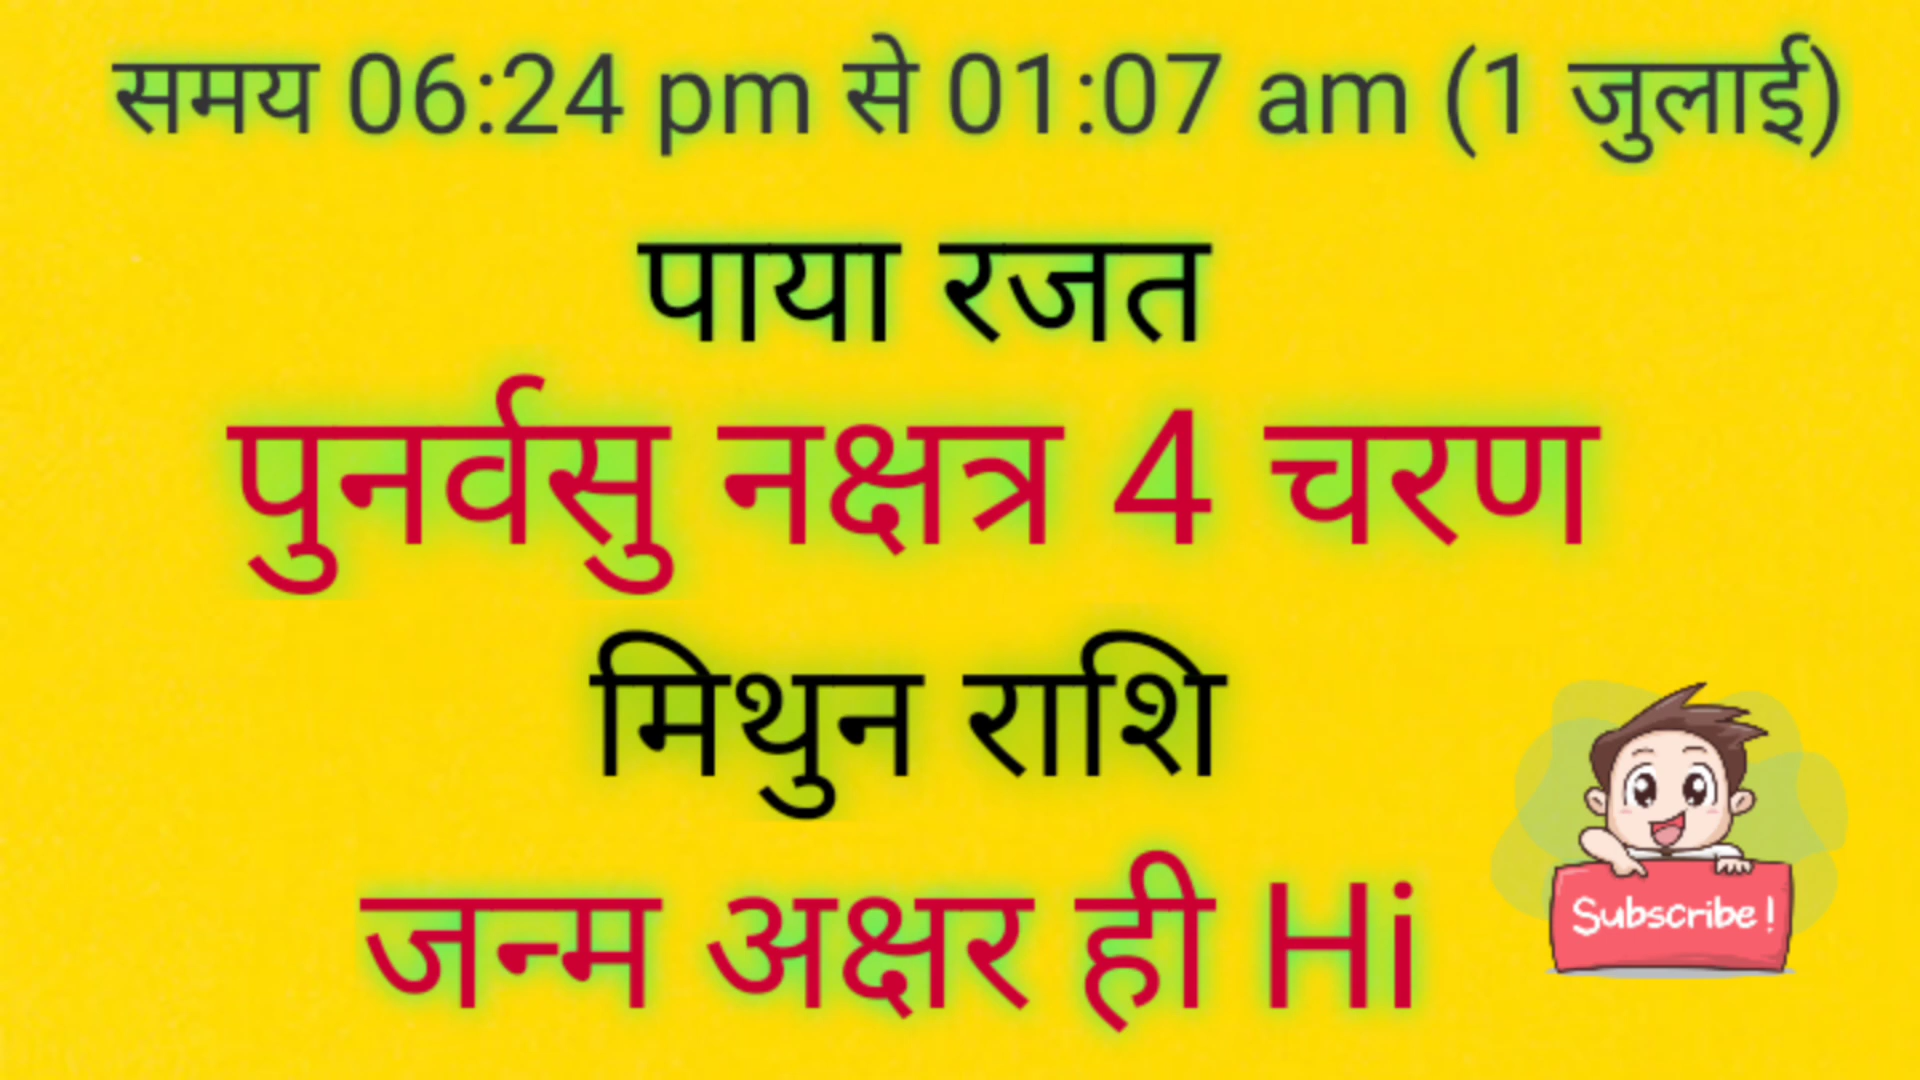 समय 06:24 pm से 01:07 am (1 जुलाई)
पाया रजत
पुनर्वसु नक्षत्र 4 चरण
मिथुन राशि
जन्म अक्षर ही Hi
Subscribe!